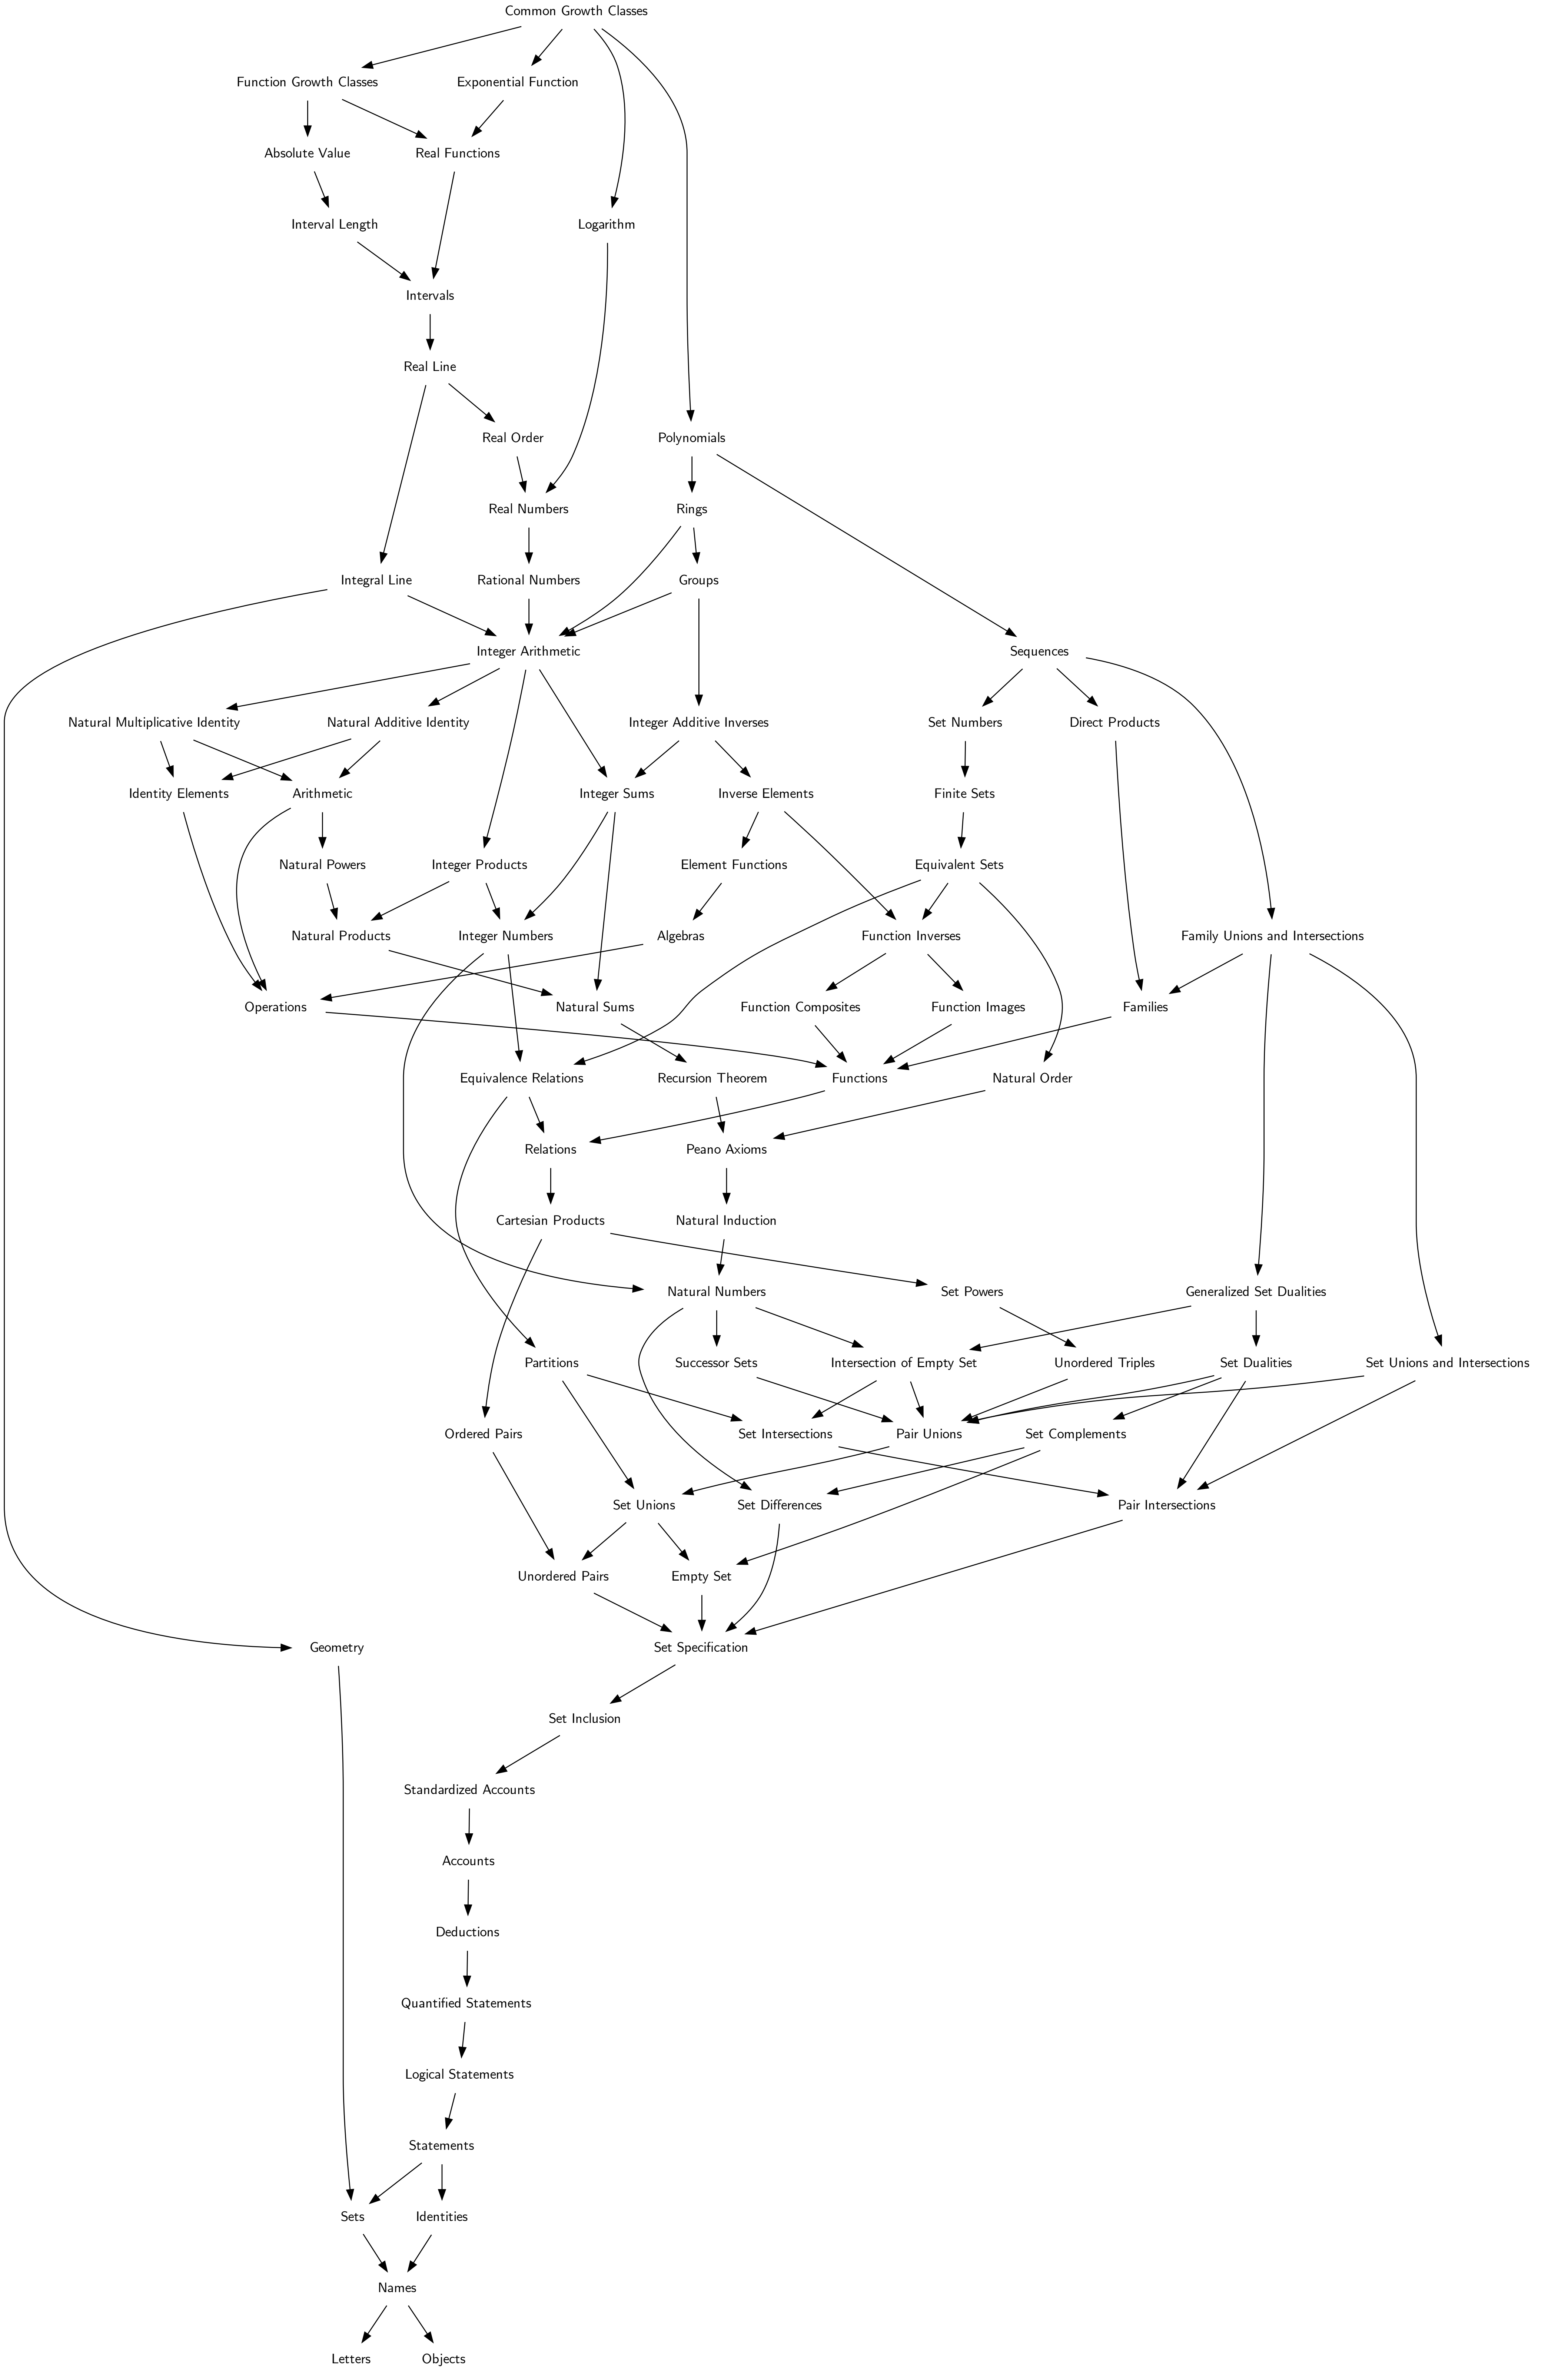 Common Growth Classes
Function Growth Classes
Exponential Function
Absolute Value
Real Functions
Interval Length
Logarithm
Intervals
Real Line
Real Order
Polynomials
Real Numbers
Rings
Integral Line
Rational Numbers
Groups
Integer Arithmetic
Sequences
Natural Multiplicative Identity
Natural Additive Identity
Integer Additive Inverses
Set Numbers
Direct Products
Identity Elements
Arithmetic
Integer Sums
Inverse Elements
Finite Sets
Natural Powers
Integer Products
Element Functions
Equivalent Sets
Natural Products
Integer Numbers
Algebras
Function Inverses
Family Unions and Intersections
Operations
Natural Sums
Function Composites
Function Images
Families
Equivalence Relations
Recursion Theorem
Functions
Natural Order
Relations
Peano Axioms
Cartesian Products
Natural Induction
Natural Numbers
Set Powers
Generalized Set Dualities
Partitions
Successor Sets
Intersection of Empty Set
Unordered Triples
Set Dualities
Set Unions and Intersections
Ordered Pairs
Set Intersections
Pair Unions
Set Complements
Set Unions
Set Differences
Pair Intersections
Unordered Pairs
Empty Set
Geometry
Set Specification
Set Inclusion
Standardized Accounts
Accounts
Deductions
Quantified Statements
Logical Statements
Statements
Sets
Identities
Names
Letters
Objects